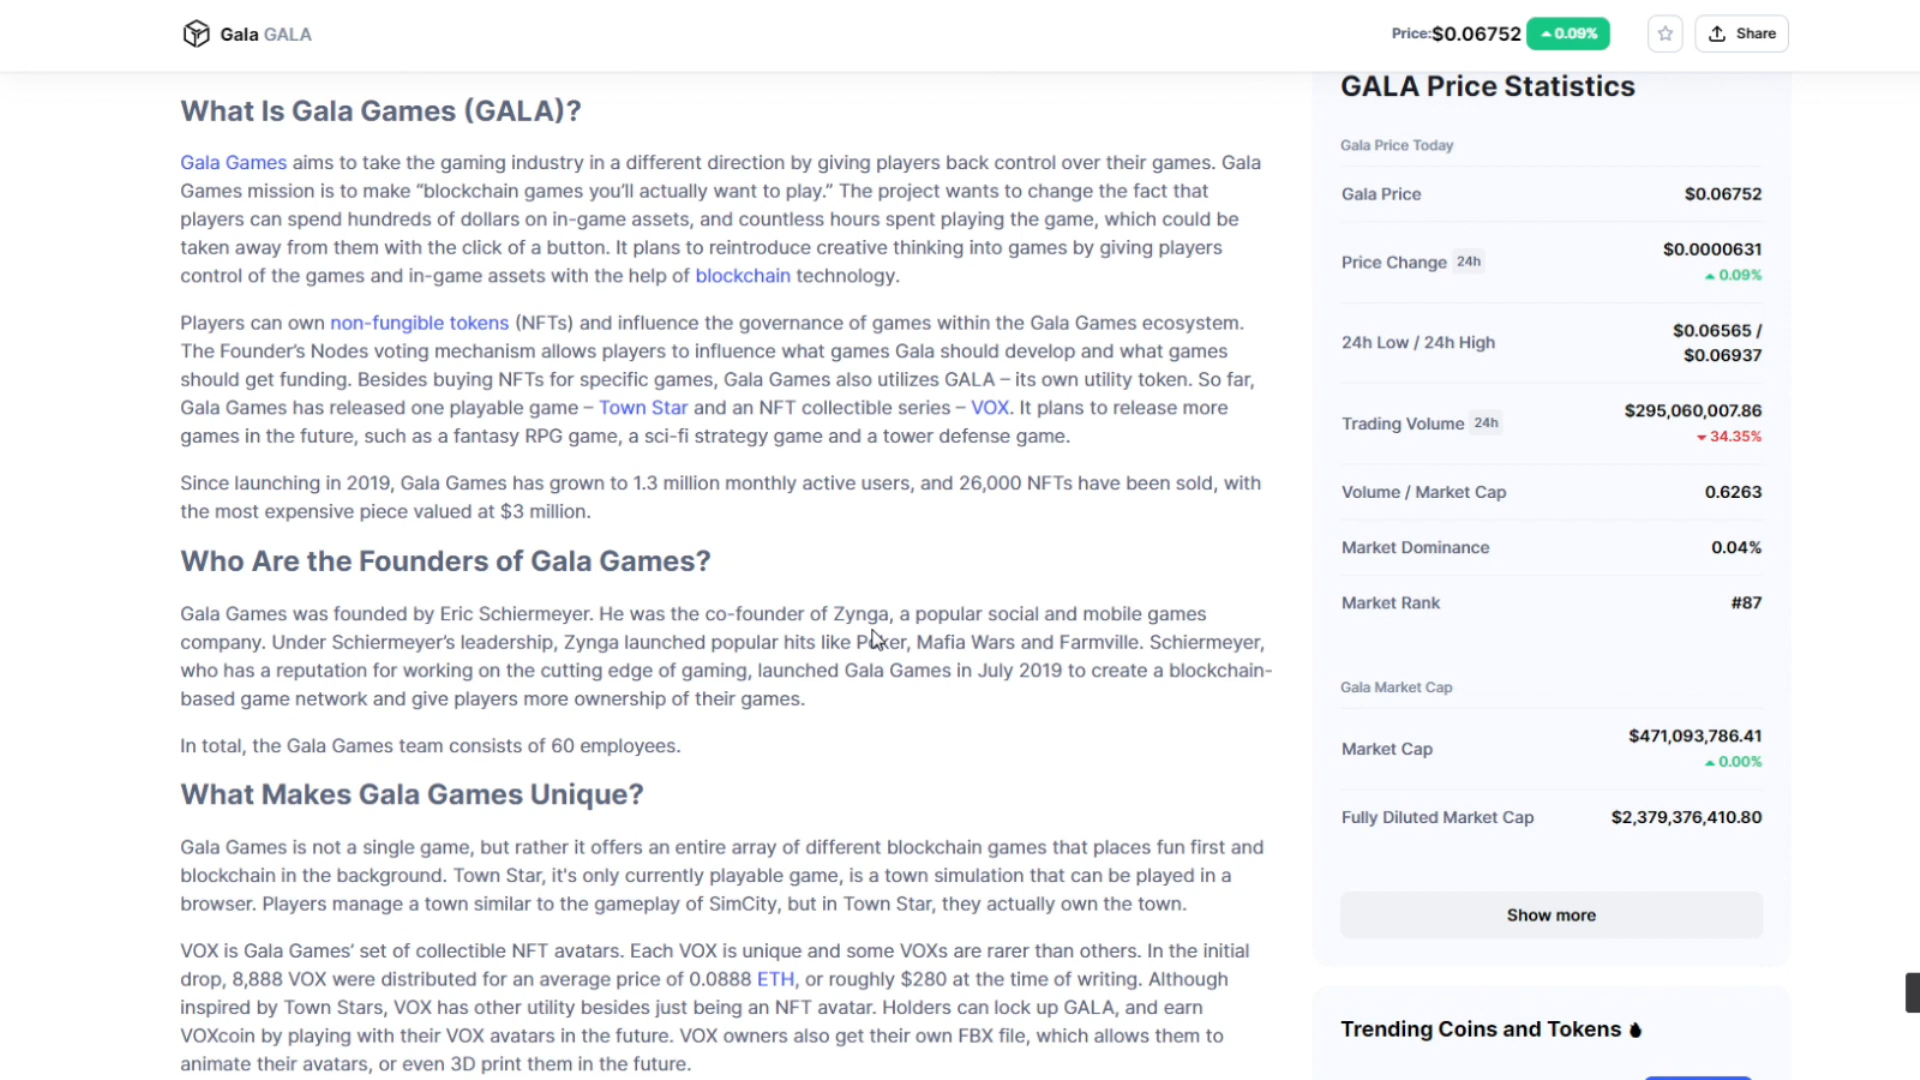 Gala GALA
Price:$0.06752 0.09%
Share
What Is Gala Games (GALA)?
Gala Games aims to take the gaming industry in a different direction by giving players back control over their games. Gala
Games mission is to make “blockchain games you’ll actually want to play.” The project wants to change the fact that
players can spend hundreds of dollars on in-game assets, and countless hours spent playing the game, which could be
taken away from them with the click of a button. It plans to reintroduce creative thinking into games by giving players
control of the games and in-game assets with the help of blockchain technology.
Players can own non-fungible tokens (NFTs) and influence the governance of games within the Gala Games ecosystem.
The Founder’s Nodes voting mechanism allows players to influence what games Gala should develop and what games
should get funding. Besides buying NFTs for specific games, Gala Games also utilizes GALA – its own utility token. So far,
Gala Games has released one playable game – Town Star and an NFT collectible series – VOX. It plans to release more
games in the future, such as a fantasy RPG game, a sci-fi strategy game and a tower defense game.
Since launching in 2019, Gala Games has grown to 1.3 million monthly active users, and 26,000 NFTs have been sold, with
the most expensive piece valued at $3 million.
Who Are the Founders of Gala Games?
Gala Games was founded by Eric Schiermeyer. He was the co-founder of Zynga, a popular social and mobile games
company. Under Schiermeyer’s leadership, Zynga launched popular hits like Poker, Mafia Wars and Farmville. Schiermeyer,
who has a reputation for working on the cutting edge of gaming, launched Gala Games in July 2019 to create a blockchain-
based game network and give players more ownership of their games.
In total, the Gala Games team consists of 60 employees.
What Makes Gala Games Unique?
Gala Games is not a single game, but rather it offers an entire array of different blockchain games that places fun first and
blockchain in the background. Town Star, it's only currently playable game, is a town simulation that can be played in a
browser. Players manage a town similar to the gameplay of SimCity, but in Town Star, they actually own the town.
VOX is Gala Games’ set of collectible NFT avatars. Each VOX is unique and some VOXs are rarer than others. In the initial
drop, 8,888 VOX were distributed for an average price of 0.0888 ETH, or roughly $280 at the time of writing. Although
inspired by Town Stars, VOX has other utility besides just being an NFT avatar. Holders can lock up GALA, and earn
VOXcoin by playing with their VOX avatars in the future. VOX owners also get their own FBX file, which allows them to
animate their avatars, or even 3D print them in the future.
GALA Price Statistics
Gala Price Today
Gala Price $0.06752
Price Change 24h $0.0000631
0.09%
24h Low / 24h High $0.06565 /
$0.06937
Trading Volume 24h $295,060,007.86
34.35%
Volume / Market Cap 0.6263
Market Dominance 0.04%
Market Rank #87
Gala Market Cap
Market Cap $471,093,786.41
0.00%
Fully Diluted Market Cap $2,379,376,410.80
Show more
Trending Coins and Tokens